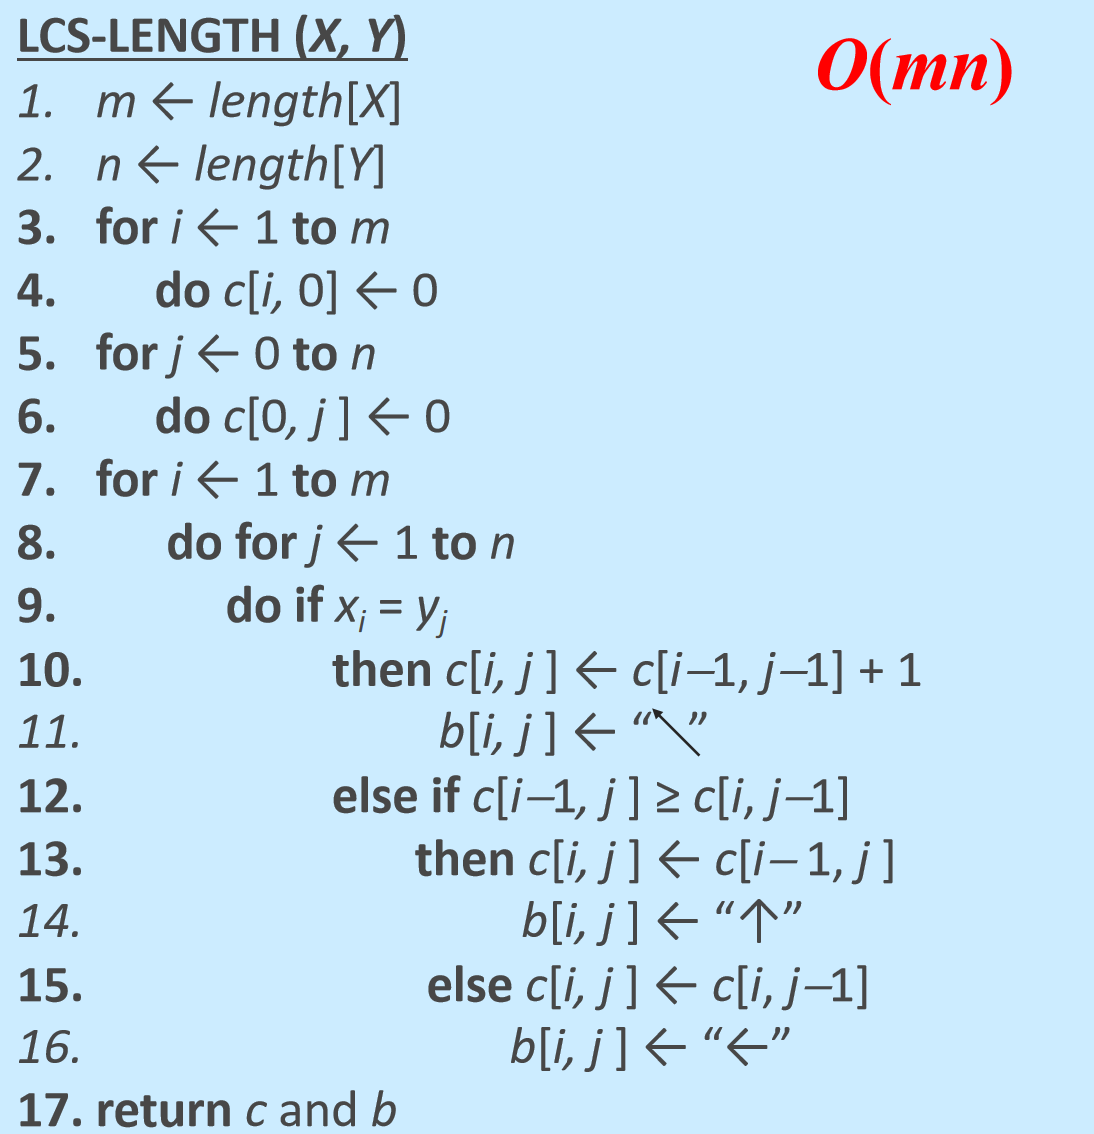 LCS-LENGTH (X, Y)
O(mn)
1. m ← length[X]
2. n ← length[Y]
3. for i ← 1 to m
4. do c[i, 0] ← 0
5. for j ← 0 to n
6. do c[0, j ] ← 0
7. for i ← 1 to m
8. do for j ← 1 to n
9. do if xᵢ = yⱼ
10. then c[i, j ] ← c[i–1, j–1] + 1
11. b[i, j ] ← “↖”
12. else if c[i–1, j ] ≥ c[i, j–1]
13. then c[i, j ] ← c[i– 1, j ]
14. b[i, j ] ← “↑”
15. else c[i, j ] ← c[i, j–1]
16. b[i, j ] ← “←”
17. return c and b